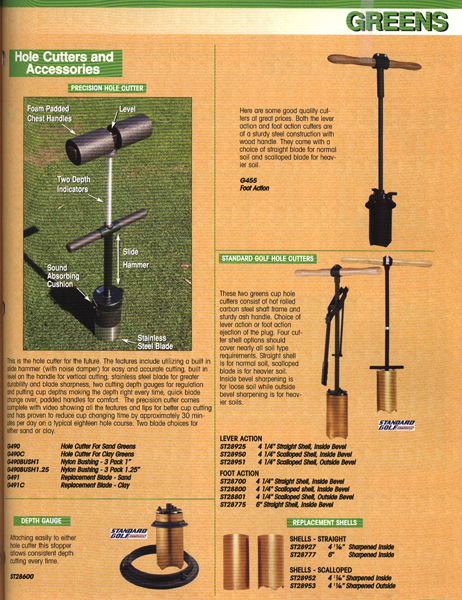 GREENS
Hole Cutters and
Accessories
PRECISION HOLE CUTTER
Foam Padded
Chest Handles
Level
Two Depth
Indicators
Slide
Hammer
Sound
Absorbing
Cushion
Stainless
Steel Blade
This is the hole cutter for the future. The features include utilizing a built in
slide hammer (with noise damper) for easy and accurate cutting, built in
level on the handle for vertical cutting, stainless steel blade for greater
durability and blade sharpness, two cutting depth gauges for regulation
and putting cup depths making the depth right every time, quick blade
change over, padded handles for comfort. The precision cutter comes
complete with video showing all the features and tips for better cup cutting
and has proven to reduce cup changing time by approximately 30 min-
utes per day on a typical eighteen hole course. Two blade choices for
either sand or clay.
G490 Hole Cutter For Sand Greens
G490C Hole Cutter For Clay Greens
G490BUSH1 Nylon Bushing - 3 Pack 1"
G490BUSH1.25 Nylon Bushing - 3 Pack 1.25"
G491 Replacement Blade - Sand
G491C Replacement Blade - Clay
DEPTH GAUGE
STANDARD
GOLF
Attaching easily to either
hole cutter this stopper
allows consistent depth
cutting every time.
ST28600
Here are some good quality cut-
ters at great prices. Both the lever
action and foot action cutters are
of a sturdy construction with
wood handle. They come with a
choice of straight blade for normal
soil and scalloped blade for heav-
ier soil.
G455
Foot Action
STANDARD GOLF HOLE CUTTERS
These two greens cup hole
cutters consist of hot rolled
carbon steel shaft frame and
sturdy ash handle. Choice of
lever action or foot action
ejection of the plug. Four cut-
ter shell options should
cover nearly all soil type
requirements. Straight shell
is for normal soil, scalloped
blade is for heavier soil.
Inside bevel sharpening is
for loose soil while outside
bevel sharpening is for heav-
ier soils.
STANDARD
GOLF
LEVER ACTION
ST28925 4 1/4" Straight Shell, Inside Bevel
ST28950 4 1/4" Scalloped Shell, Inside Bevel
ST28951 4 1/4" Scalloped Shell, Outside Bevel
FOOT ACTION
ST28700 4 1/4" Straight Shell, Inside Bevel
ST28800 4 1/4" Scalloped shell, Inside Bevel
ST28801 4 1/4" Scalloped Shell, Outside Bevel
ST28775 6" Straight Shell, Inside Bevel
REPLACEMENT SHELLS
SHELLS - STRAIGHT
ST28927 4 1/4" Sharpened Inside
ST28777 6" Sharpened Inside
SHELLS - SCALLOPED
ST28952 4 1/4" Sharpened Inside
ST28953 4 1/4" Sharpened Outside